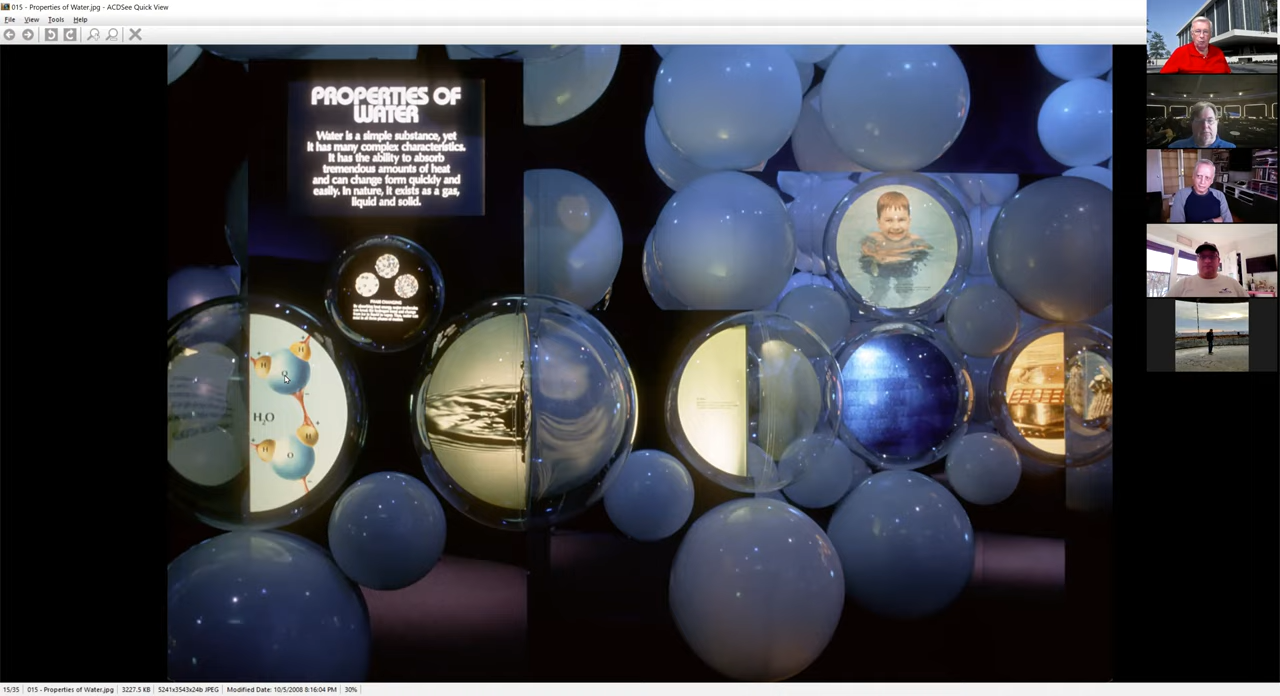 015 - Properties of Water.jpg - ACDSee Quick View
File View Tools Help
PROPERTIES OF
WATER
Water is a simple substance, yet
it has many complex characteristics.
It has the ability to absorb
tremendous amounts of heat
and can change form quickly and
easily. In nature, it exists as a gas,
liquid and solid.
PHASE CHANGING
H
H
O
H₂O
H
H
O
15/35 015 - Properties of Water.jpg 3227.5 KB 5241x3543x24b JPEG Modified Date: 10/5/2008 8:16:04 PM 30%